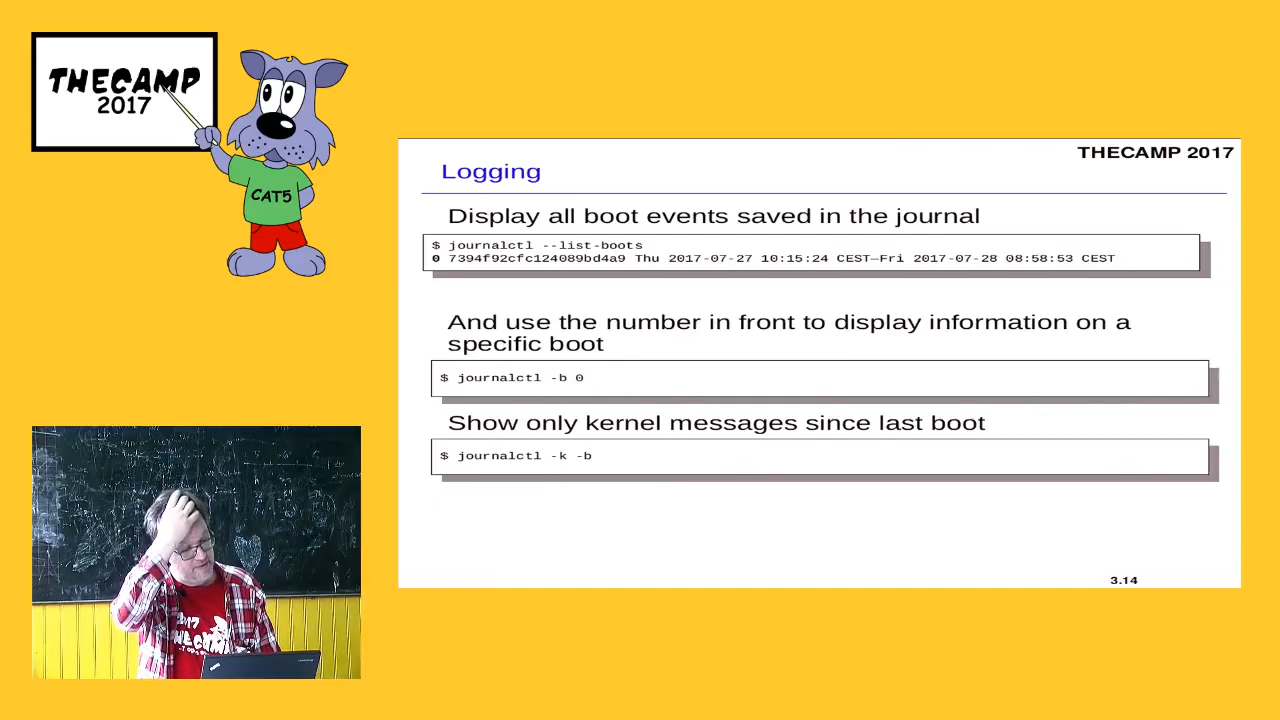 THECAMP
2017
CAT5
THECAMP 2017
Logging
Display all boot events saved in the journal
$ journalctl --list-boots
0 7394f92cfc124089bd4a9 Thu 2017-07-27 10:15:24 CEST—Fri 2017-07-28 08:58:53 CEST
And use the number in front to display information on a
specific boot
$ journalctl -b 0
Show only kernel messages since last boot
$ journalctl -k -b
3.14
2017
THECAMP